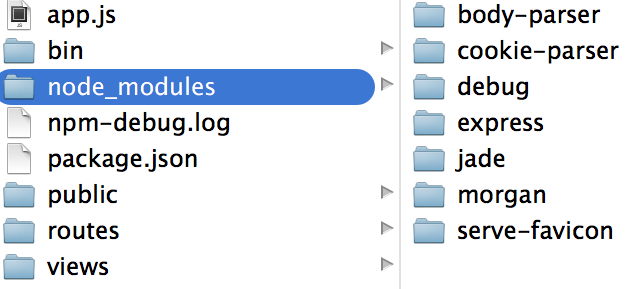 app.js
bin
node_modules
npm-debug.log
package.json
public
routes
views
body-parser
cookie-parser
debug
express
jade
morgan
serve-favicon